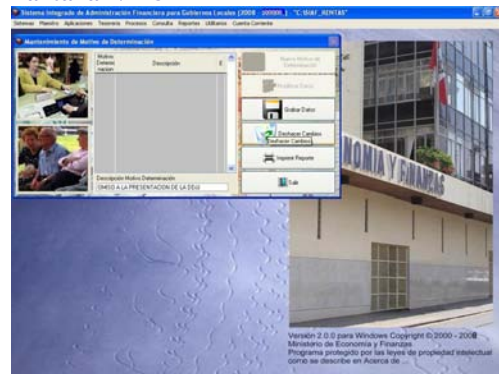 Sistema Integrado de Administración Financiera para Gobiernos Locales (2008 - ) - "C:\SIAF_RENTAS"
Sistemas Maestro Aplicaciones Tesorería Procesos Consulta Reportes Utilitarios Cuenta Corriente
Mantenimiento de Motivo de Determinación
Motivo
Determi
nacion
Descripción
E
Nuevo Motivo de
Determinación
Modificar Datos
Grabar Datos
Deshacer Cambios
Deshacer Cambios
Imprimir Reporte
Salir
Descripción Motivo Determinación
OMISO A LA PRESENTACION DE LA DDJJ
NOMIA Y FINANZAS
Versión 2.0.0 para Windows Copyright © 2000 - 2008
Ministerio de Economía y Finanzas
Programa protegido por las leyes de propiedad intelectual
como se describe en Acerca de ...